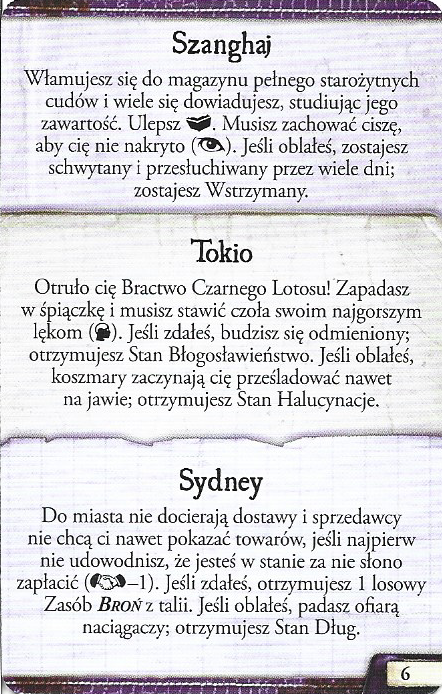 Szanghaj
Włamujesz się do magazynu pełnego starożytnych
cudów i wiele się dowiadujesz, studiując jego
zawartość. Ulepsz . Musisz zachować ciszę,
aby cię nie nakryto ( ). Jeśli oblałeś, zostajesz
schwytany i przesłuchiwany przez wiele dni;
zostajesz Wstrzymany.
Tokio
Otruło cię Bractwo Czarnego Lotosu! Zapadasz
w śpiączkę i musisz stawić czoła swoim najgorszym
lękom ( ). Jeśli zdałeś, budzisz się odmieniony;
otrzymujesz Stan Błogosławieństwo. Jeśli oblałeś,
koszmary zaczynają cię prześladować nawet
na jawie; otrzymujesz Stan Halucynacje.
Sydney
Do miasta nie docierają dostawy i sprzedawcy
nie chcą ci nawet pokazać towarów, jeśli najpierw
nie udowodnisz, że jesteś w stanie za nie słono
zapłacić ( –1). Jeśli zdałeś, otrzymujesz 1 losowy
Zasób BROŃ z talii. Jeśli oblałeś, padasz ofiarą
naciągaczy; otrzymujesz Stan Dług.
6